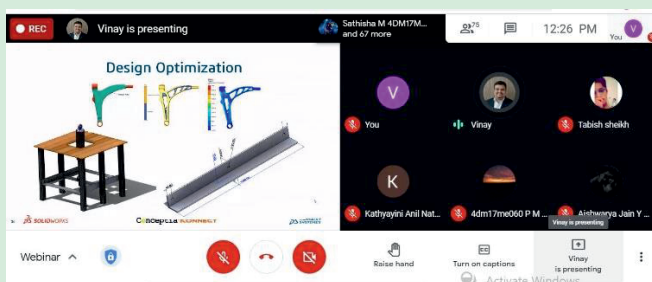 REC
Vinay is presenting
Sathisha M 4DM17M...
and 67 more
75
12:26 PM
You
V
Design Optimization
SOLIDWORKS
CONNECT
V
You
Vinay
Tabish sheikh
K
Kathyayini Anil Nat...
4dm17me060 P M ...
Aishwarya Jain Y ...
Vinay is presenting
Webinar
Raise hand
CC
Turn on captions
Vinay
is presenting
Activate Windows